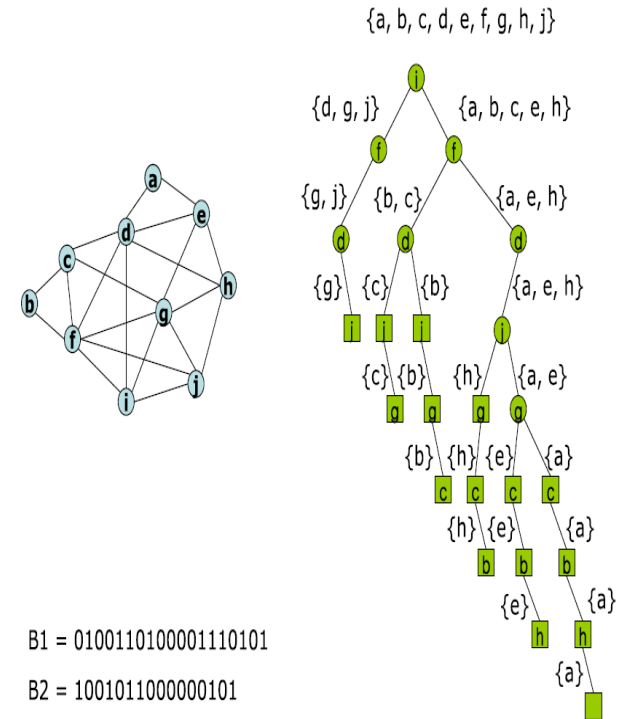 {a, b, c, d, e, f, g, h, j}
i
{d, g, j} {a, b, c, e, h}
f f
{g, j} {b, c} {a, e, h}
d d d
{g} {c} {b} {a, e, h}
j j j j
{c} {b} {h} {a, e}
g g g g
{b} {h} {e} {a}
c c c c
{h} {e} {a}
b b b
{e} {a}
h h
{a}
a
e
d
c
h
b
g
f
j
i
B1 = 0100110100001110101
B2 = 1001011000000101